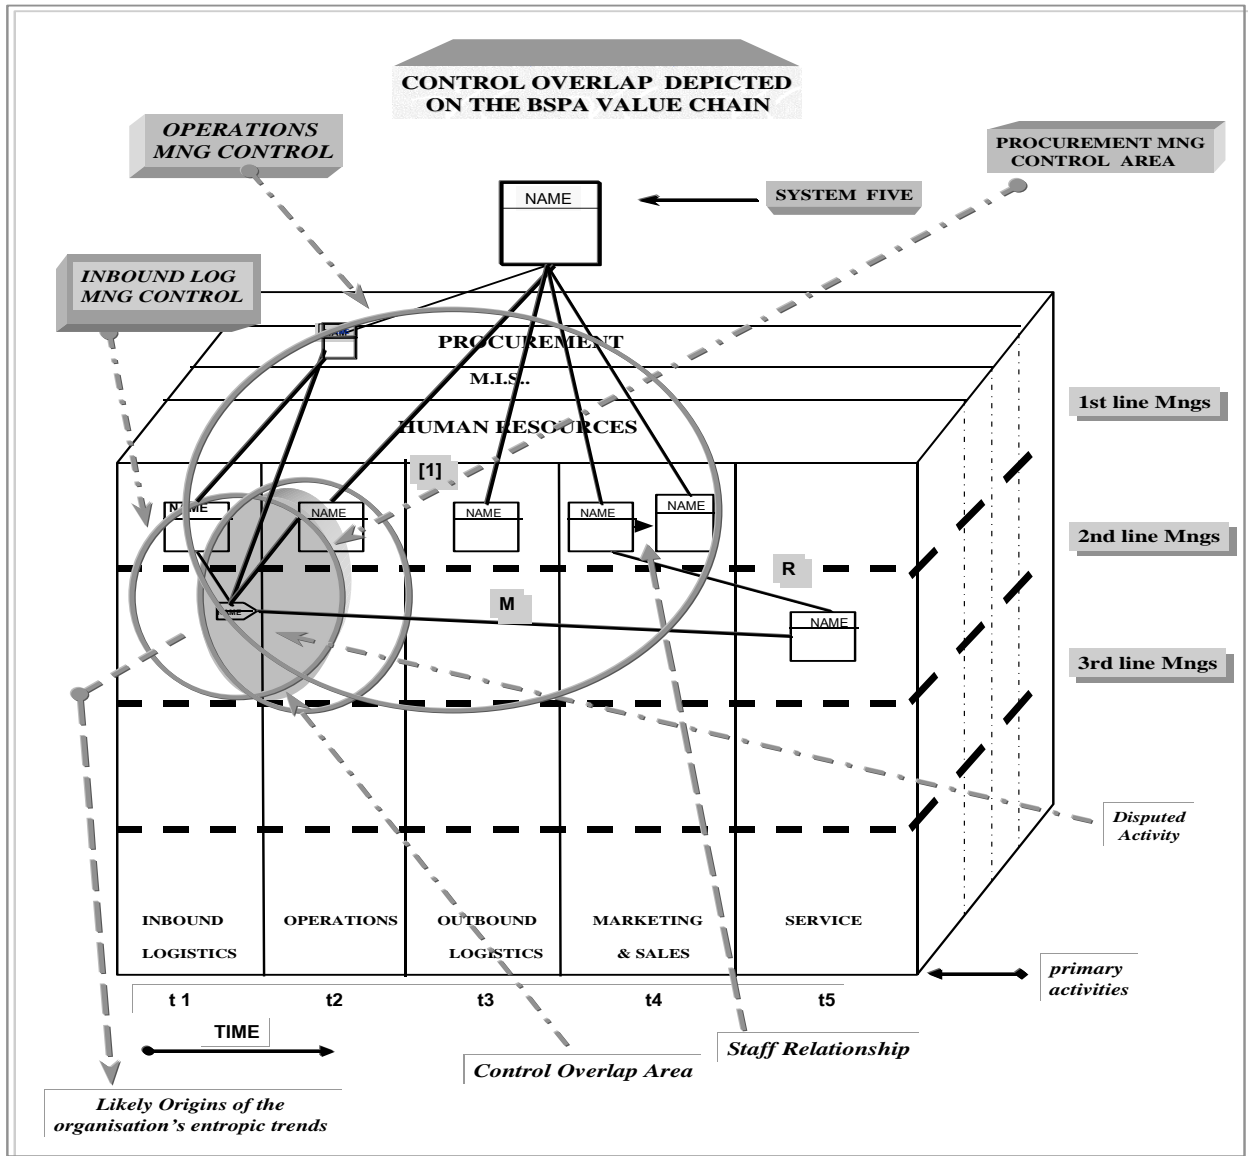 CONTROL OVERLAP DEPICTED
ON THE BSPA VALUE CHAIN
OPERATIONS
MNG CONTROL
PROCUREMENT MNG
CONTROL AREA
SYSTEM FIVE
NAME
INBOUND LOG
MNG CONTROL
NAME
PROCUREMENT
M.I.S..
HUMAN RESOURCES
1st line Mngs
[1]
NAME
NAME
NAME
NAME
NAME
2nd line Mngs
R
M
NAME
NAME
3rd line Mngs
Disputed
Activity
INBOUND
LOGISTICS
OPERATIONS
OUTBOUND
LOGISTICS
MARKETING
& SALES
SERVICE
primary
activities
t 1
t2
t3
t4
t5
TIME
Staff Relationship
Control Overlap Area
Likely Origins of the
organisation's entropic trends